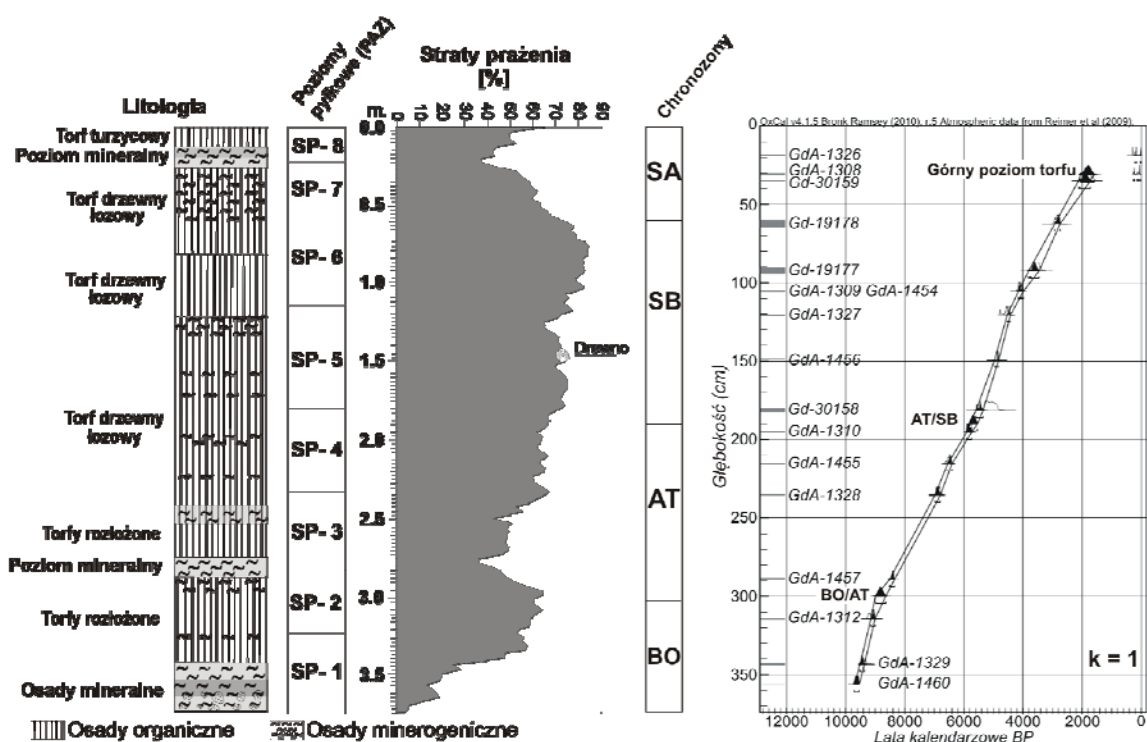 Litologia
Torf turzycowy
Poziom mineralny
Torf drzewny
łozowy
Torf drzewny
łozowy
Torf drzewny
łozowy
Torfy rozłożone
Poziom mineralny
Torfy rozłożone
Osady mineralne
Osady organiczne
Osady minerogeniczne
Poziomy
pyłkowe (PAZ)
SP- 8
SP- 7
SP- 6
SP- 5
SP- 4
SP- 3
SP- 2
SP- 1
Straty prażenia
[%]
m.
0 10 20 30 40 50 60 70 80 90
0.0
0.5
1.0
1.5
2.0
2.5
3.0
3.5
Drewno
Chronozony
SA
SB
AT
BO
OxCal v4.1.5 Bronk Ramsey (2010); r.5 Atmospheric data from Reimer et al (2009);
0
50
100
150
200
250
300
350
Głębokość (cm)
GdA-1326
GdA-1308
Gd-30159
Górny poziom torfu
Gd-19178
Gd-19177
GdA-1309 GdA-1454
GdA-1327
GdA-1456
Gd-30158
AT/SB
GdA-1310
GdA-1455
GdA-1328
GdA-1457
BO/AT
GdA-1312
GdA-1329
GdA-1460
k = 1
12000 10000 8000 6000 4000 2000 0
Lata kalendarzowe BP